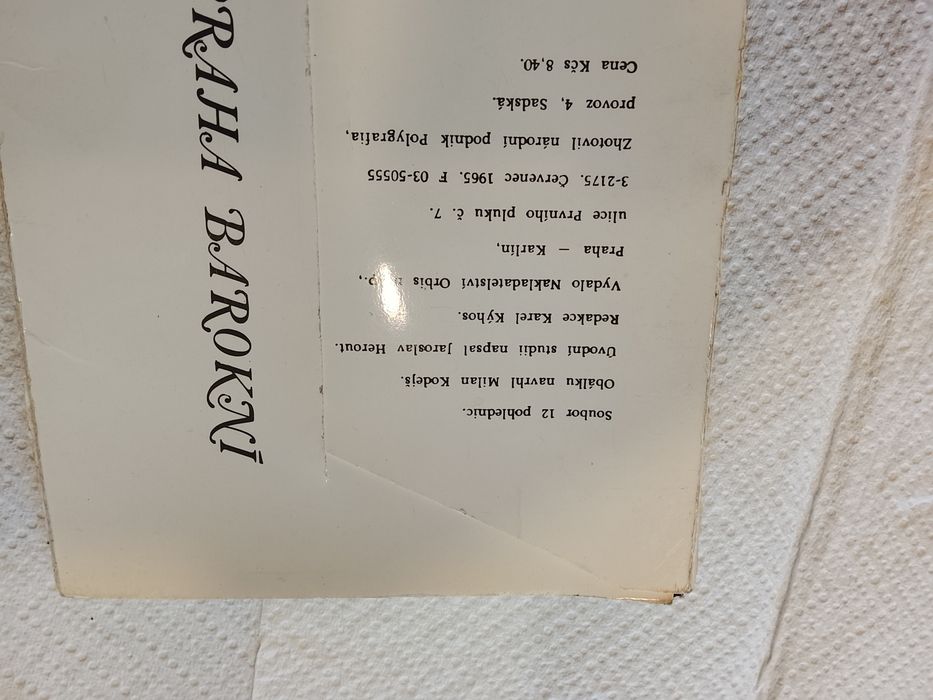 PRAHA BAROKNÍ
Soubor 12 pohlednic.
Obálku navrhl Milan Kodejš.
Úvodní studii napsal Jaroslav Herout.
Redakce Karel Kýhos.
Vydalo Nakladatelství Orbis
Praha — Karlín,
ulice Prvního pluku č. 7.
3-2175. Červenec 1965. F 03-50555
Zhotovil národní podnik Polygrafia,
provoz 4, Sadská.
Cena Kčs 8,40.